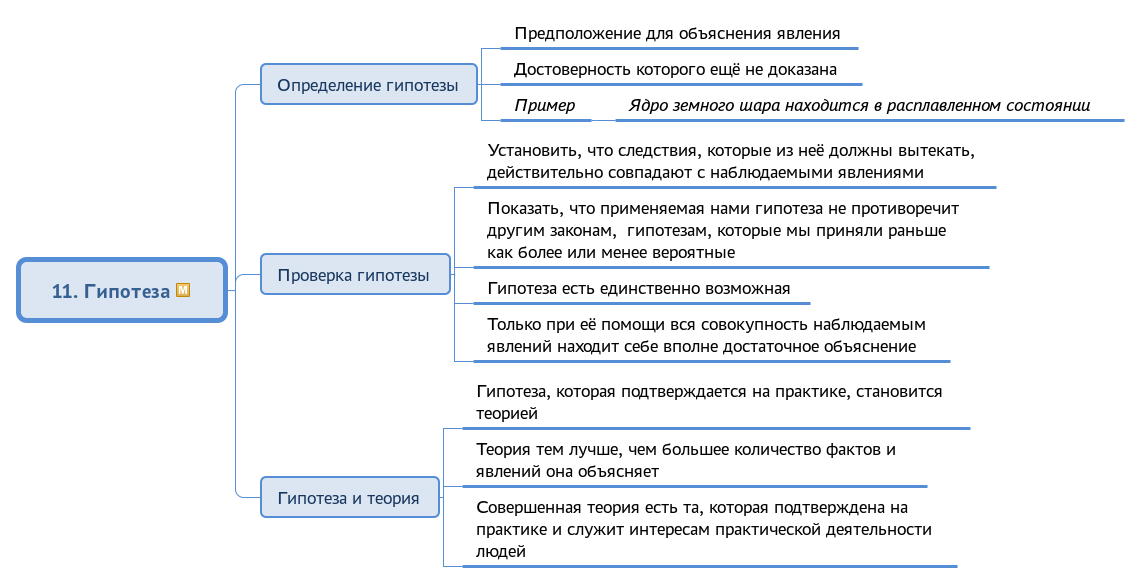 11. Гипотеза M
Определение гипотезы
Предположение для объяснения явления
Достоверность которого ещё не доказана
Пример
Ядро земного шара находится в расплавленном состоянии
Проверка гипотезы
Установить, что следствия, которые из неё должны вытекать,
действительно совпадают с наблюдаемыми явлениями
Показать, что применяемая нами гипотеза не противоречит
другим законам, гипотезам, которые мы приняли раньше
как более или менее вероятные
Гипотеза есть единственно возможная
Только при её помощи вся совокупность наблюдаемым
явлений находит себе вполне достаточное объяснение
Гипотеза и теория
Гипотеза, которая подтверждается на практике, становится
теорией
Теория тем лучше, чем большее количество фактов и
явлений она объясняет
Совершенная теория есть та, которая подтверждена на
практике и служит интересам практической деятельности
людей